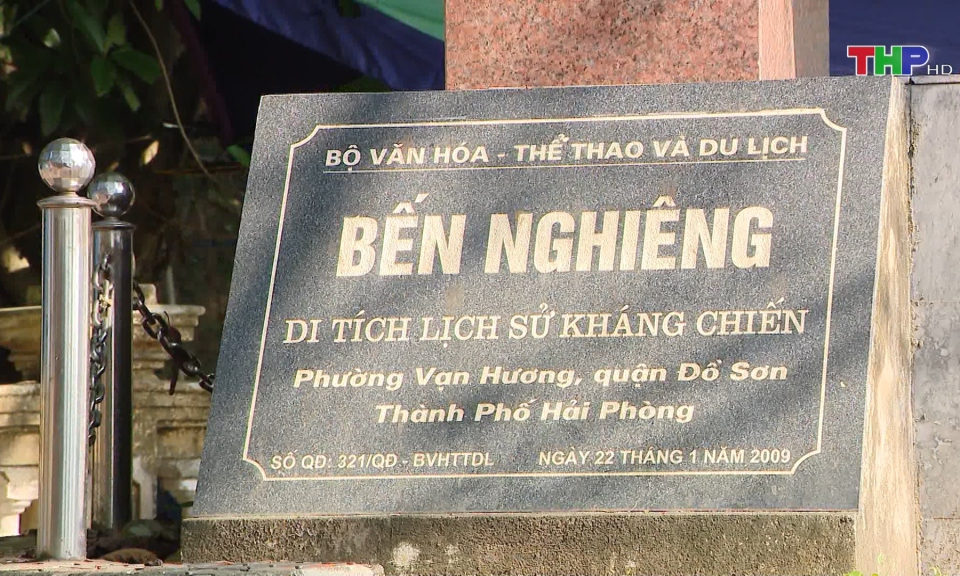 THP HD
BỘ VĂN HÓA - THỂ THAO VÀ DU LỊCH
BẾN NGHIÊNG
DI TÍCH LỊCH SỬ KHÁNG CHIẾN
Phường Vạn Hương, quận Đồ Sơn
Thành Phố Hải Phòng
SỐ QĐ: 321/QĐ - BVHTTDL NGÀY 22 THÁNG 1 NĂM 2009